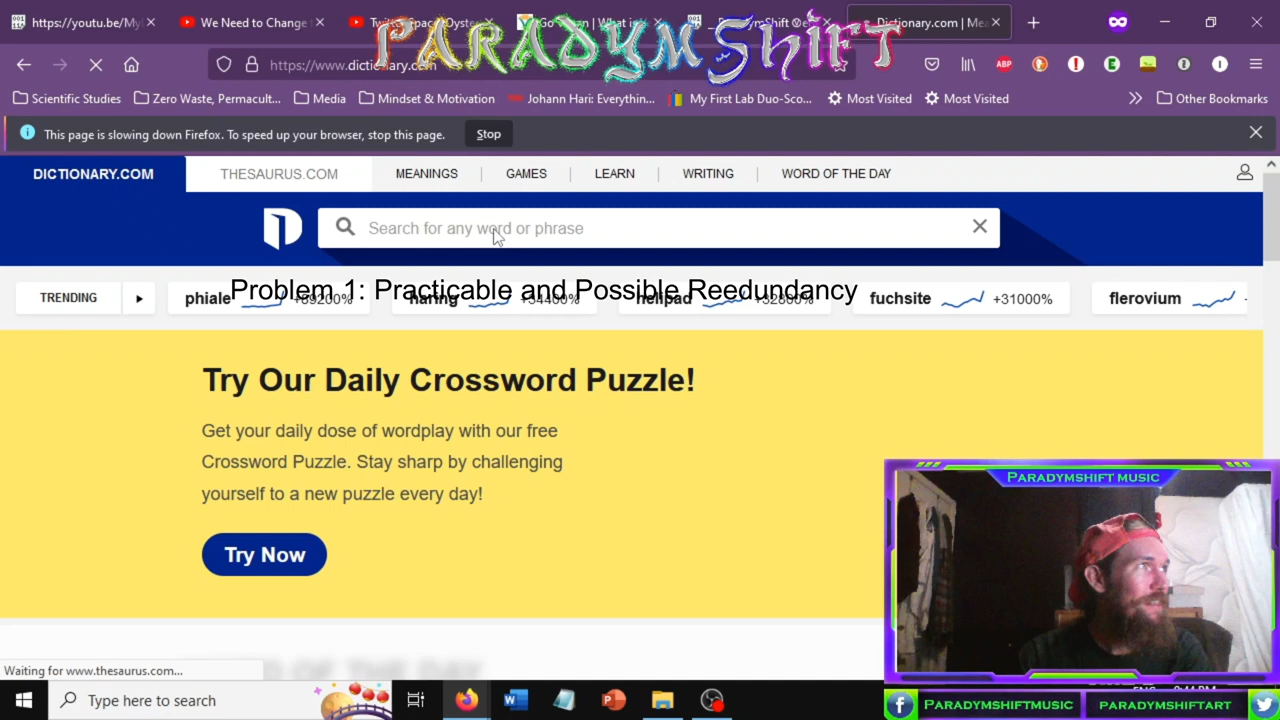 https://youtu.be/Myl
We Need to Change
Dictionary.com | Mea
PARADYMSHIFT
https://www.dictionary.com
ABP
Scientific Studies
Zero Waste, Permacult...
Media
Mindset & Motivation
Johann Hari: Everythin...
My First Lab Duo-Sco...
Most Visited
Most Visited
Other Bookmarks
This page is slowing down Firefox. To speed up your browser, stop this page.
Stop
DICTIONARY.COM
THESAURUS.COM
MEANINGS
GAMES
LEARN
WRITING
WORD OF THE DAY
Search for any word or phrase
Problem 1: Practicable and Possible Reedundancy
TRENDING
phiale
haring
helipad
fuchsite
+31000%
flerovium
Try Our Daily Crossword Puzzle!
Get your daily dose of wordplay with our free
Crossword Puzzle. Stay sharp by challenging
yourself to a new puzzle every day!
Try Now
PARADYMSHIFT MUSIC
Waiting for www.thesaurus.com...
Type here to search
PARADYMSHIFTMUSIC
PARADYMSHIFTART